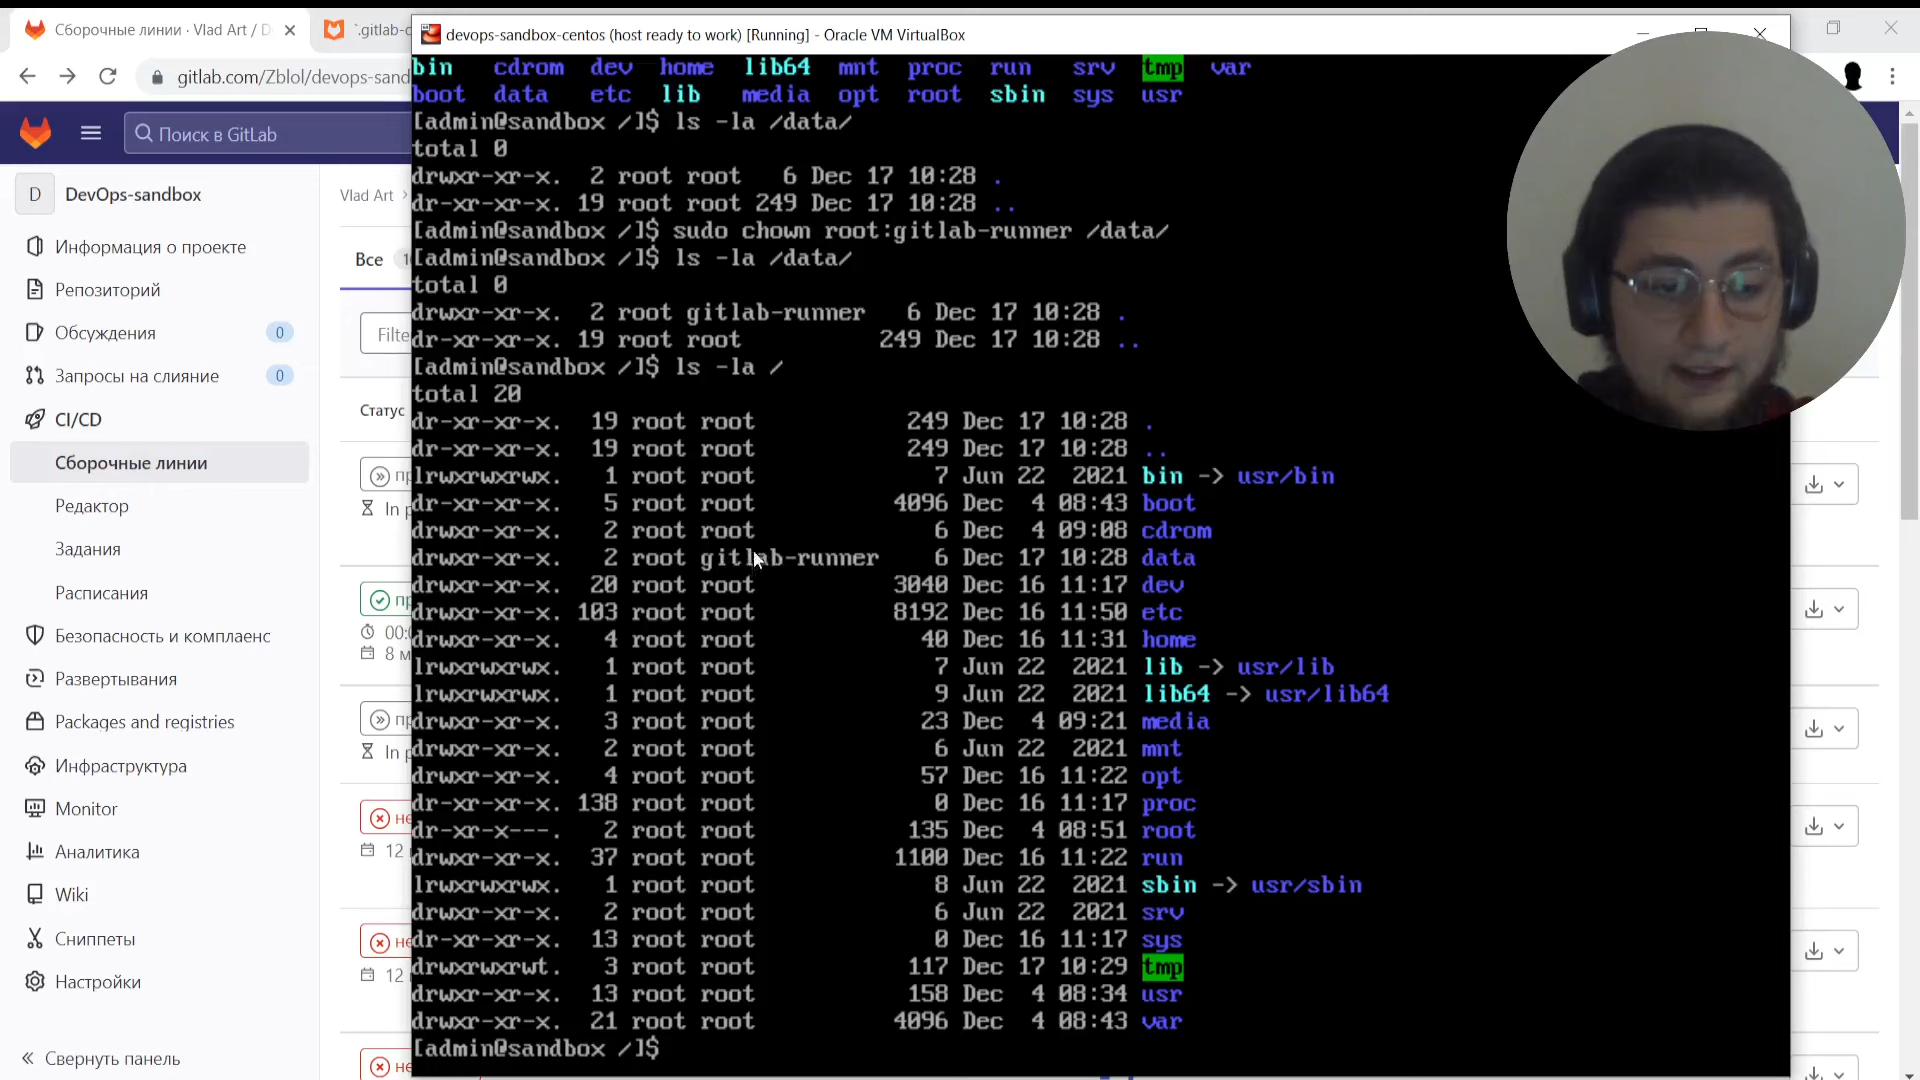 Сборочные линии · Vlad Art / D
`.gitlab-c
devops-sandbox-centos (host ready to work) [Running] - Oracle VM VirtualBox
gitlab.com/Zblol/devops-sand
bin cdrom dev home lib64 mnt proc run srv tmp var
boot data etc lib media opt root sbin sys usr
[admin@sandbox /]$ ls -la /data/
total 0
drwxr-xr-x. 2 root root 6 Dec 17 10:28 .
dr-xr-xr-x. 19 root root 249 Dec 17 10:28 ..
[admin@sandbox /]$ sudo chown root:gitlab-runner /data/
[admin@sandbox /]$ ls -la /data/
total 0
drwxr-xr-x. 2 root gitlab-runner 6 Dec 17 10:28 .
dr-xr-xr-x. 19 root root 249 Dec 17 10:28 ..
[admin@sandbox /]$ ls -la /
total 20
dr-xr-xr-x. 19 root root 249 Dec 17 10:28 .
dr-xr-xr-x. 19 root root 249 Dec 17 10:28 ..
lrwxrwxrwx. 1 root root 7 Jun 22 2021 bin -> usr/bin
dr-xr-xr-x. 5 root root 4096 Dec 4 08:43 boot
drwxr-xr-x. 2 root root 6 Dec 4 09:08 cdrom
drwxr-xr-x. 2 root gitlab-runner 6 Dec 17 10:28 data
drwxr-xr-x. 20 root root 3040 Dec 16 11:17 dev
drwxr-xr-x. 103 root root 8192 Dec 16 11:50 etc
drwxr-xr-x. 4 root root 40 Dec 16 11:31 home
lrwxrwxrwx. 1 root root 7 Jun 22 2021 lib -> usr/lib
lrwxrwxrwx. 1 root root 9 Jun 22 2021 lib64 -> usr/lib64
drwxr-xr-x. 3 root root 23 Dec 4 09:21 media
drwxr-xr-x. 2 root root 6 Jun 22 2021 mnt
drwxr-xr-x. 4 root root 57 Dec 16 11:22 opt
dr-xr-xr-x. 138 root root 0 Dec 16 11:17 proc
dr-xr-x---. 2 root root 135 Dec 4 08:51 root
drwxr-xr-x. 37 root root 1100 Dec 16 11:22 run
lrwxrwxrwx. 1 root root 8 Jun 22 2021 sbin -> usr/sbin
drwxr-xr-x. 2 root root 6 Jun 22 2021 srv
dr-xr-xr-x. 13 root root 0 Dec 16 11:17 sys
drwxrwxrwt. 3 root root 117 Dec 17 10:29 tmp
drwxr-xr-x. 13 root root 158 Dec 4 08:34 usr
drwxr-xr-x. 21 root root 4096 Dec 4 08:43 var
[admin@sandbox /]$
Поиск в GitLab
D DevOps-sandbox
Информация о проекте
Репозиторий
Обсуждения 0
Запросы на слияние 0
CI/CD
Сборочные линии
Редактор
Задания
Расписания
Безопасность и комплаенс
Развертывания
Packages and registries
Инфраструктура
Monitor
Аналитика
Wiki
Сниппеты
Настройки
Свернуть панель
Vlad Art
Все
Filte
Статус
пр
In p
пр
00:
8 м
пр
In p
не
12
не
12
не